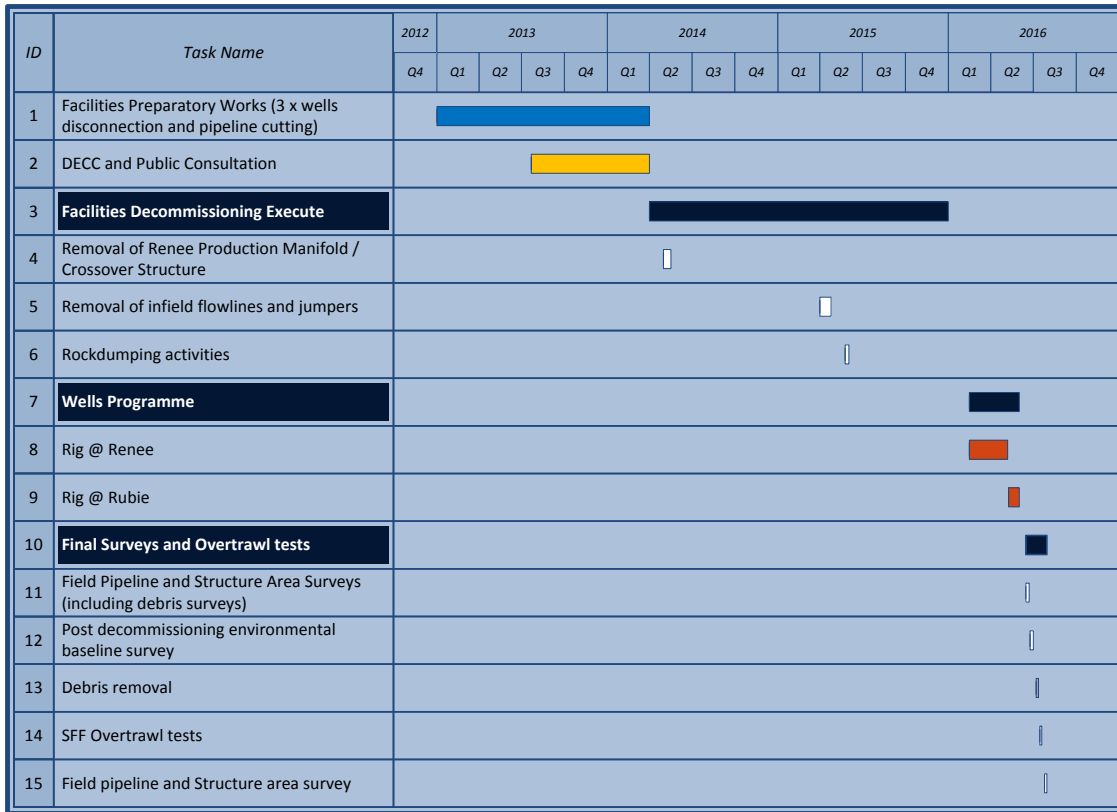 ID Task Name 2012 2013 2014 2015 2016
Q4 Q1 Q2 Q3 Q4 Q1 Q2 Q3 Q4 Q1 Q2 Q3 Q4 Q1 Q2 Q3 Q4
1 Facilities Preparatory Works (3 x wells
disconnection and pipeline cutting)
2 DECC and Public Consultation
3 Facilities Decommissioning Execute
4 Removal of Renee Production Manifold /
Crossover Structure
5 Removal of infield flowlines and jumpers
6 Rockdumping activities
7 Wells Programme
8 Rig @ Renee
9 Rig @ Rubie
10 Final Surveys and Overtrawl tests
11 Field Pipeline and Structure Area Surveys
(including debris surveys)
12 Post decommissioning environmental
baseline survey
13 Debris removal
14 SFF Overtrawl tests
15 Field pipeline and Structure area survey